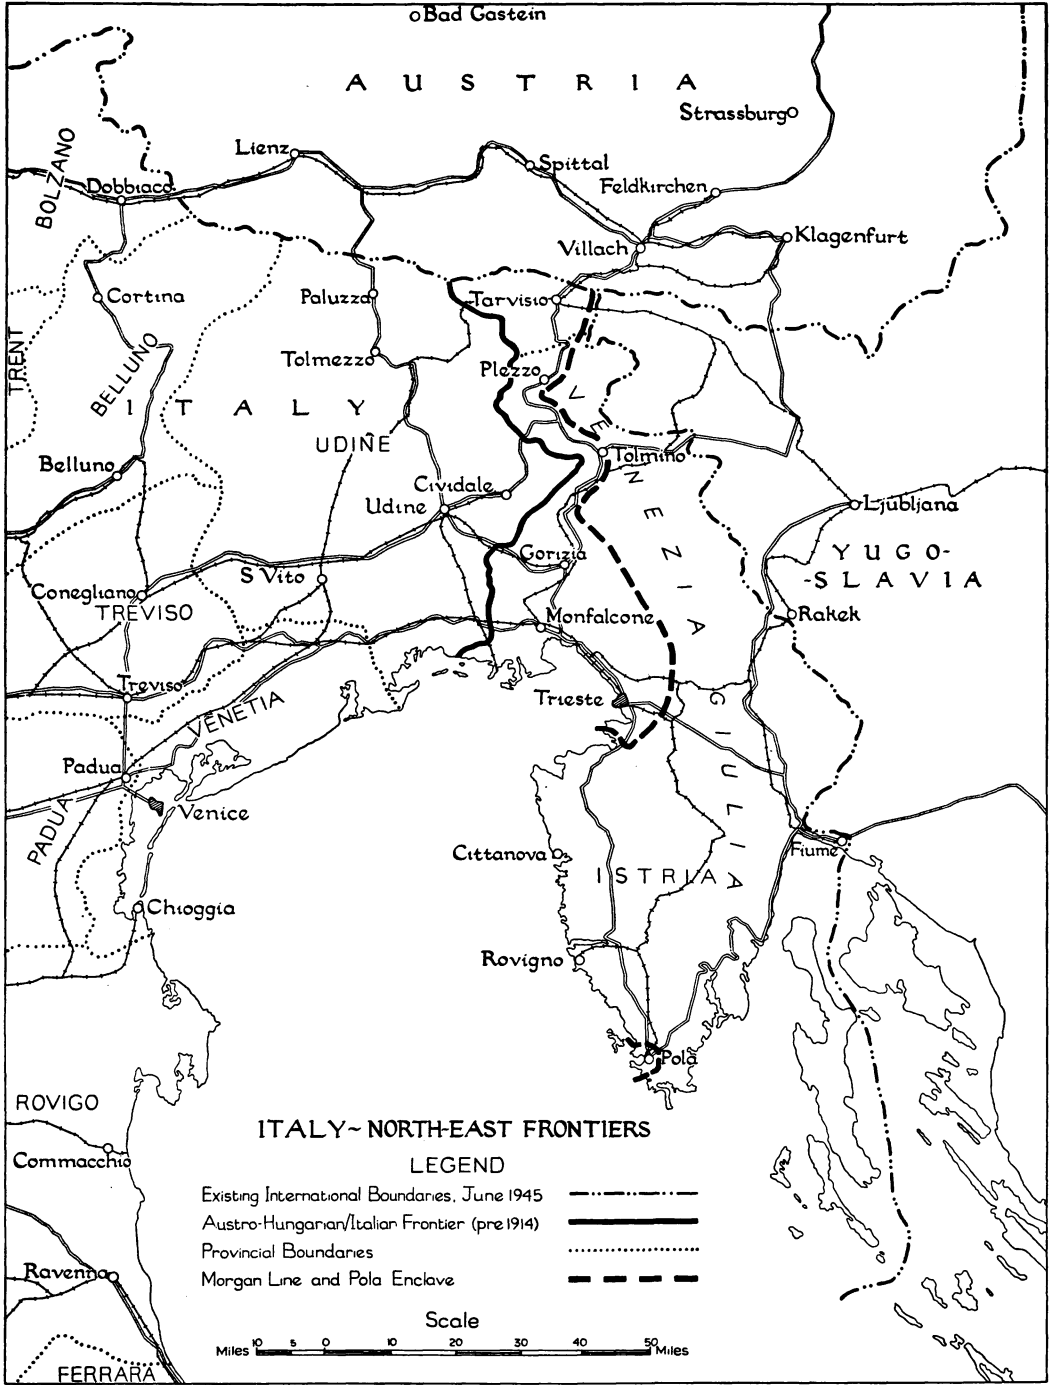 Bad Gastein
AUSTRIA
Strassburg
Lienz
Spittal
BOLZANO
Dobbiaco
Feldkirchen
Villach
Klagenfurt
Cortina
Paluzza
Tarvisio
TRENT
BELLUNO
Tolmezzo
Plezzo
ITALY
UDINE
VENEZIA GIULIA
Belluno
Tolmino
Cividale
Udine
Ljubljana
Gorizia
YUGO-
-SLAVIA
S Vito
Conegliano
TREVISO
Monfalcone
Rakek
Treviso
Trieste
VENETIA
Padua
PADUA
Venice
Cittanova
ISTRIA
Fiume
Chioggia
Rovigno
Pola
ROVIGO
Commacchio
Ravenna
FERRARA
ITALY~NORTH-EAST FRONTIERS
LEGEND
Existing International Boundaries, June 1945
Austro-Hungarian/Italian Frontier (pre 1914)
Provincial Boundaries
Morgan Line and Pola Enclave
Scale
Miles 10 5 0 10 20 30 40 50 Miles